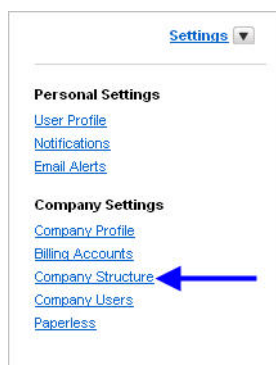 Settings
Personal Settings
User Profile
Notifications
Email Alerts
Company Settings
Company Profile
Billing Accounts
Company Structure
Company Users
Paperless